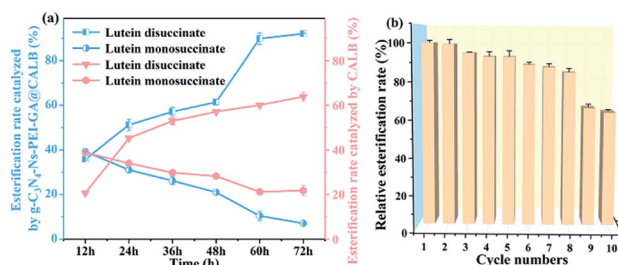 (a)
Esterification rate catalyzed
by g-C3N4-Ns-PEI-GA@CALB (%)
80
60
40
20
0
Lutein disuccinate
Lutein monosuccinate
Lutein disuccinate
Lutein monosuccinate
12h 24h 36h 48h 60h 72h
Time (h)
80
60
40
20
0
Esterification rate catalyzed by CALB (%)
(b)
Relative esterification rate (%)
100
80
60
40
20
0
1 2 3 4 5 6 7 8 9 10
Cycle numbers